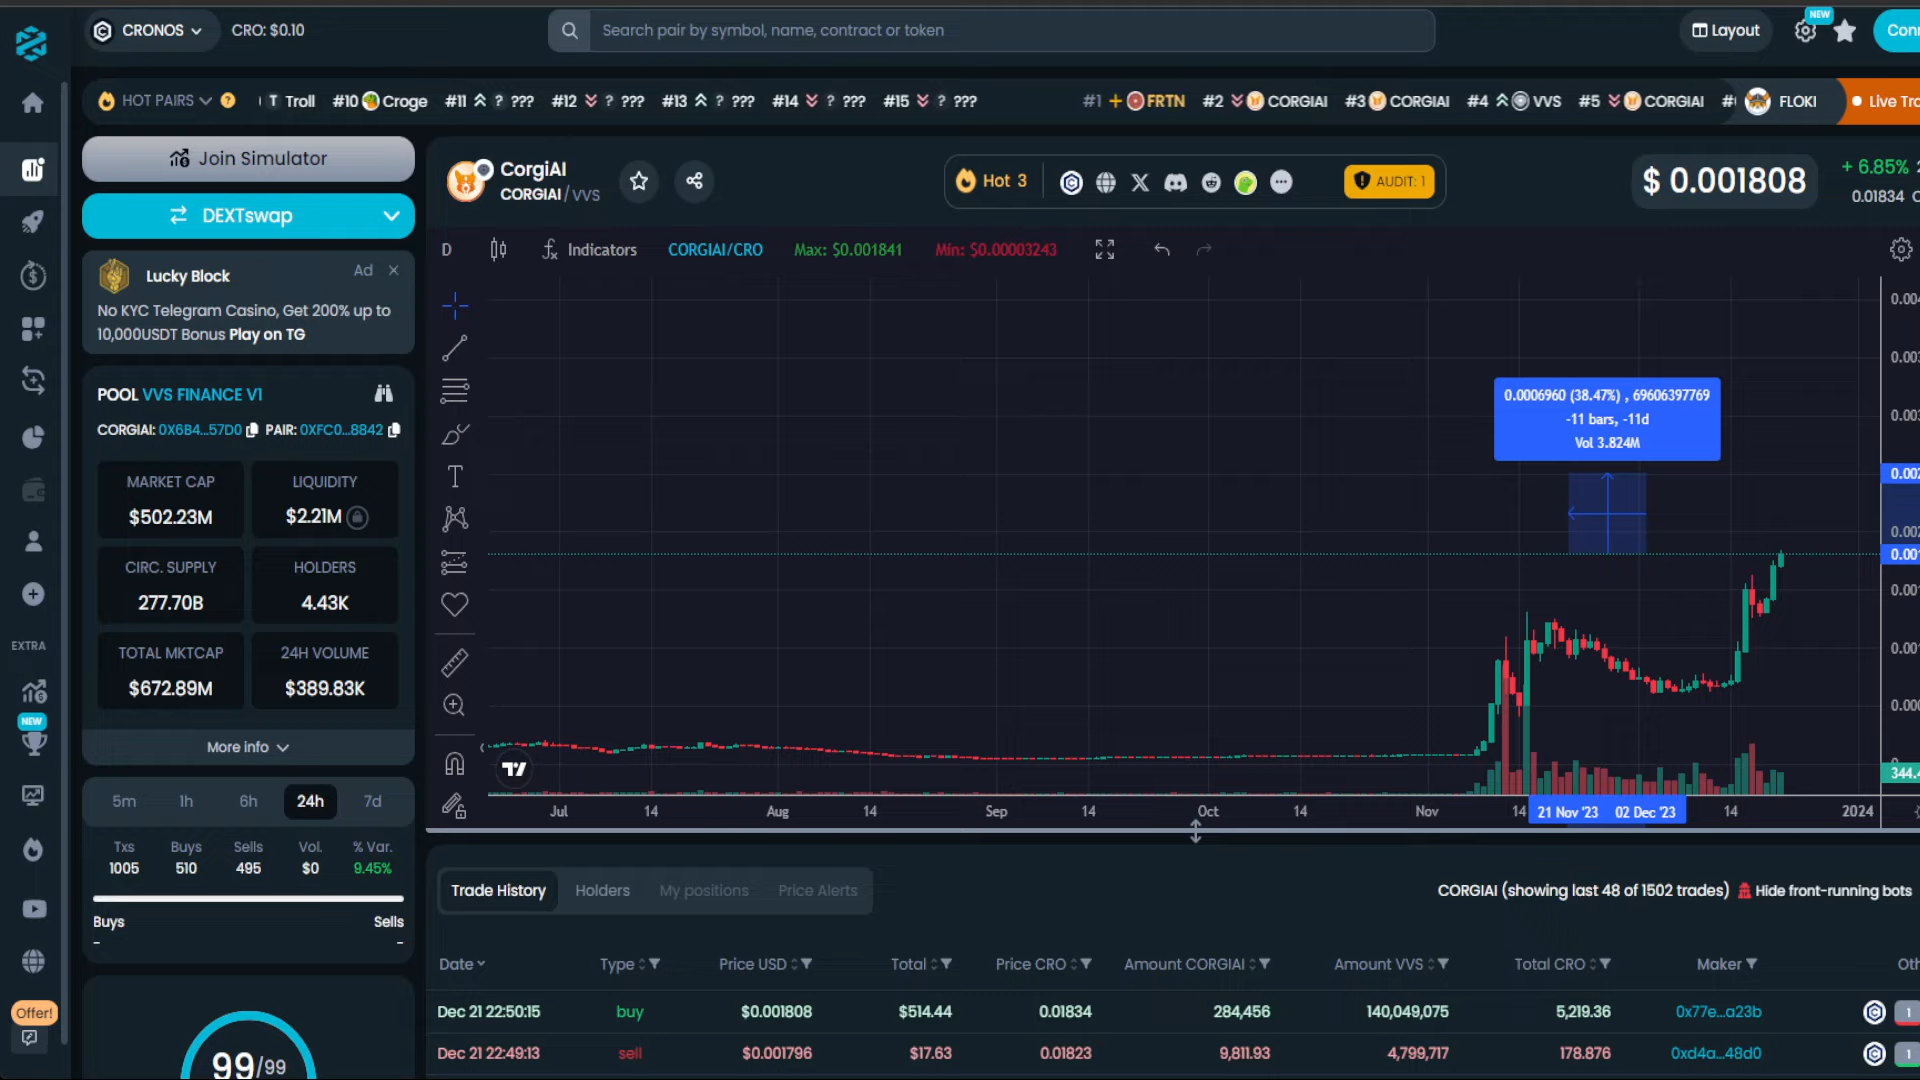 CRONOS
CRO: $0.10
Search pair by symbol, name, contract or token
Layout
NEW
HOT PAIRS ?
T Troll #10 Croge #11 ? ??? #12 ? ??? #13 ? ??? #14 ? ??? #15 ? ???
#1 FRTN #2 CORGIAI #3 CORGIAI #4 VVS #5 CORGIAI
FLOKI
Join Simulator
DEXTswap
Lucky Block
Ad
No KYC Telegram Casino, Get 200% up to
10,000USDT Bonus Play on TG
POOL VVS FINANCE V1
CORGIAI: 0X6B4...57D0 PAIR: 0XFC0...8842
MARKET CAP
$502.23M
LIQUIDITY
$2.21M
CIRC. SUPPLY
277.70B
HOLDERS
4.43K
TOTAL MKTCAP
$672.89M
24H VOLUME
$389.83K
More info
5m 1h 6h 24h 7d
Txs Buys Sells Vol. % Var.
1005 510 495 $0 9.45%
Buys Sells
- -
99/99
EXTRA
NEW
Offer!
CorgiAI
CORGIAI/VVS
Hot 3
AUDIT: 1
$ 0.001808
+ 6.85%
0.01834
D
Indicators
CORGIAI/CRO
Max: $0.001841
Min: $0.00003243
0.0006960 (38.47%) , 69606397769
-11 bars, -11d
Vol 3.824M
Jul 14 Aug 14 Sep 14 Oct 14 Nov 14 21 Nov '23 02 Dec '23 14 2024
Trade History Holders My positions Price Alerts
CORGIAI (showing last 48 of 1502 trades) Hide front-running bots
Date Type Price USD Total Price CRO Amount CORGIAI Amount VVS Total CRO Maker
Dec 21 22:50:15 buy $0.001808 $514.44 0.01834 284,456 140,049,075 5,219.36 0x77e...a23b 1
Dec 21 22:49:13 sell $0.001796 $17.63 0.01823 9,811.93 4,799,717 178.876 0xd4a...48d0 1